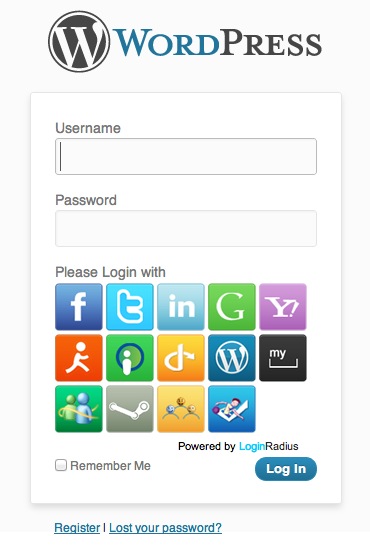 WORDPRESS
Username
Password
Please Login with
f t in G Y!
my
Powered by LoginRadius
Remember Me
Log In
Register | Lost your password?